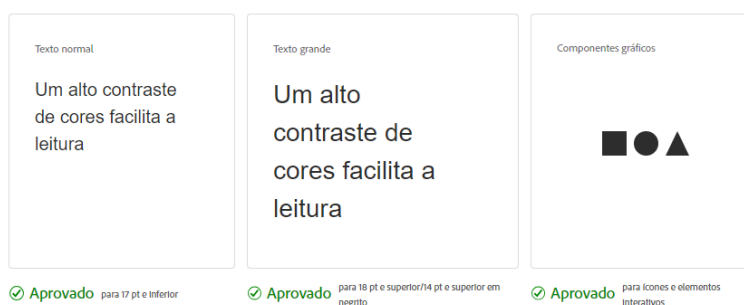 Texto normal
Um alto contraste
de cores facilita a
leitura
Aprovado para 17 pt e inferior
Texto grande
Um alto
contraste de
cores facilita a
leitura
Aprovado para 18 pt e superior/14 pt e superior em
negrito
Componentes gráficos
Aprovado para ícones e elementos
interativos